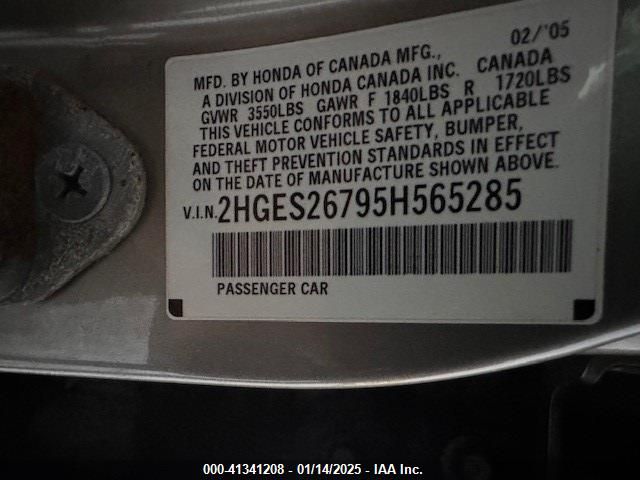 02/'05
MFD. BY HONDA OF CANADA MFG.,
A DIVISION OF HONDA CANADA INC. CANADA
GVWR 3550LBS GAWR F 1840LBS R 1720LBS
THIS VEHICLE CONFORMS TO ALL APPLICABLE
FEDERAL MOTOR VEHICLE SAFETY, BUMPER,
AND THEFT PREVENTION STANDARDS IN EFFECT
ON THE DATE OF MANUFACTURE SHOWN ABOVE.
V.I.N. 2HGES26795H565285
PASSENGER CAR
000-41341208 - 01/14/2025 - IAA Inc.